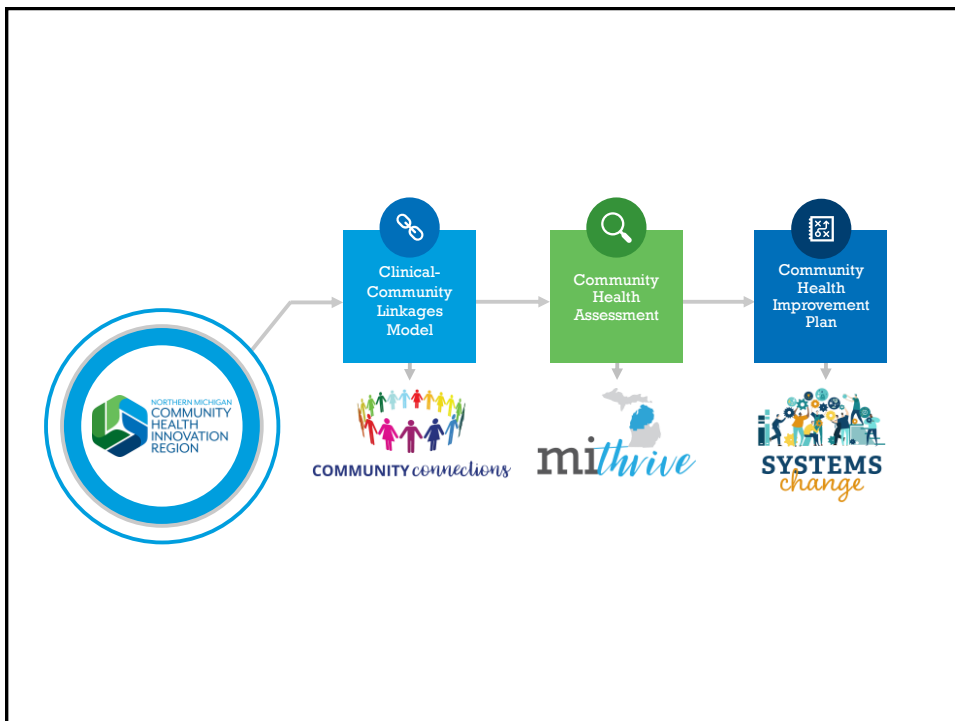 NORTHERN MICHIGAN
COMMUNITY
HEALTH
INNOVATION
REGION
Clinical-
Community
Linkages
Model
COMMUNITY connections
Community
Health
Assessment
mithrive
Community
Health
Improvement
Plan
SYSTEMS
change